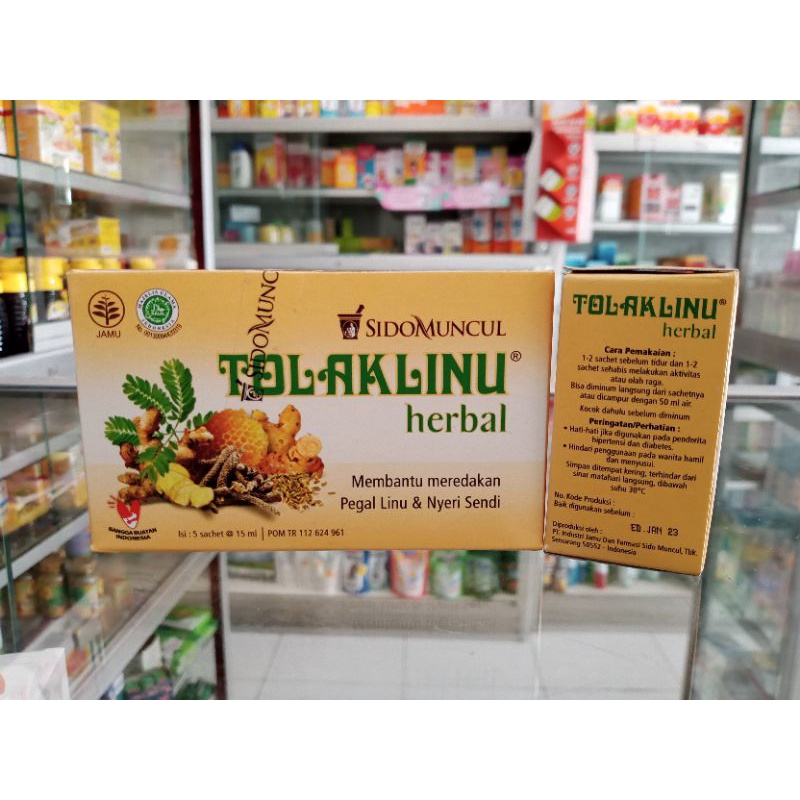 JAMU
SIDOMUNCUL
SIDOMUNCUL
TOLAKLINU®
herbal
Membantu meredakan
Pegal Linu & Nyeri Sendi
BANGGA BUATAN
INDONESIA
Isi : 5 sachet @ 15 ml | POM TR 112 624 961
TOLAKLINU®
herbal
Cara Pemakaian :
1-2 sachet sebelum tidur dan 1-2
sachet sehabis melakukan aktivitas
atau olah raga.
Bisa diminum langsung dari sachetnya
atau dicampur dengan 50 ml air.
Kocok dahulu sebelum diminum
Peringatan/Perhatian :
• Hati-hati jika digunakan pada penderita
hipertensi dan diabetes.
• Hindari penggunaan pada wanita hamil
dan menyusui.
Simpan ditempat kering, terhindar dari
sinar matahari langsung, dibawah
suhu 30°C
No. Kode Produksi :
Baik digunakan sebelum :
ED. JAN 23
Diproduksi oleh :
PT. Industri Jamu Dan Farmasi Sido Muncul, Tbk.
Semarang 50552 - Indonesia